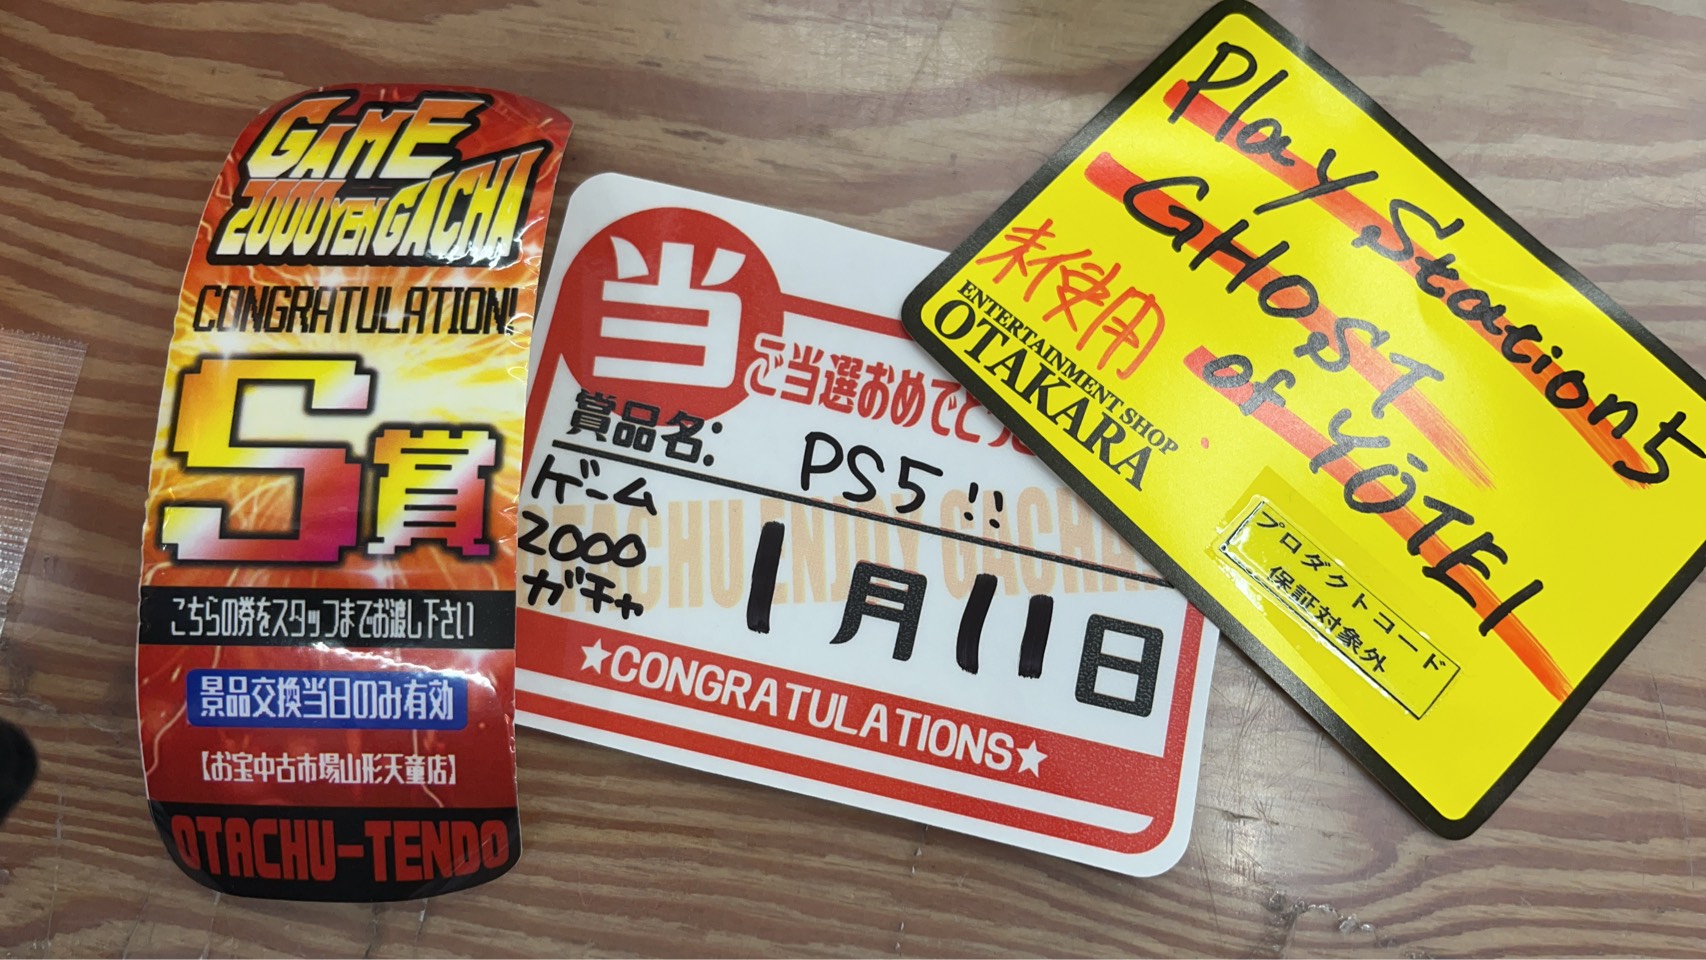 GAME
2000YEN GACHA
CONGRATULATION!
S賞
こちらの券をスタッフまでお渡し下さい
景品交換当日のみ有効
【お宝中古市場山形天童店】
OTACHU-TENDO
当
ご当選おめでとう
賞品名: PS5!!
ゲーム
2000
ガチャ
ENJOY GACHA
1月11日
★CONGRATULATIONS★
PlayStation5
GHOST
of YŌTEI
未使用
ENTERTAINMENT SHOP
OTAKARA
プロダクトコード
保証対象外